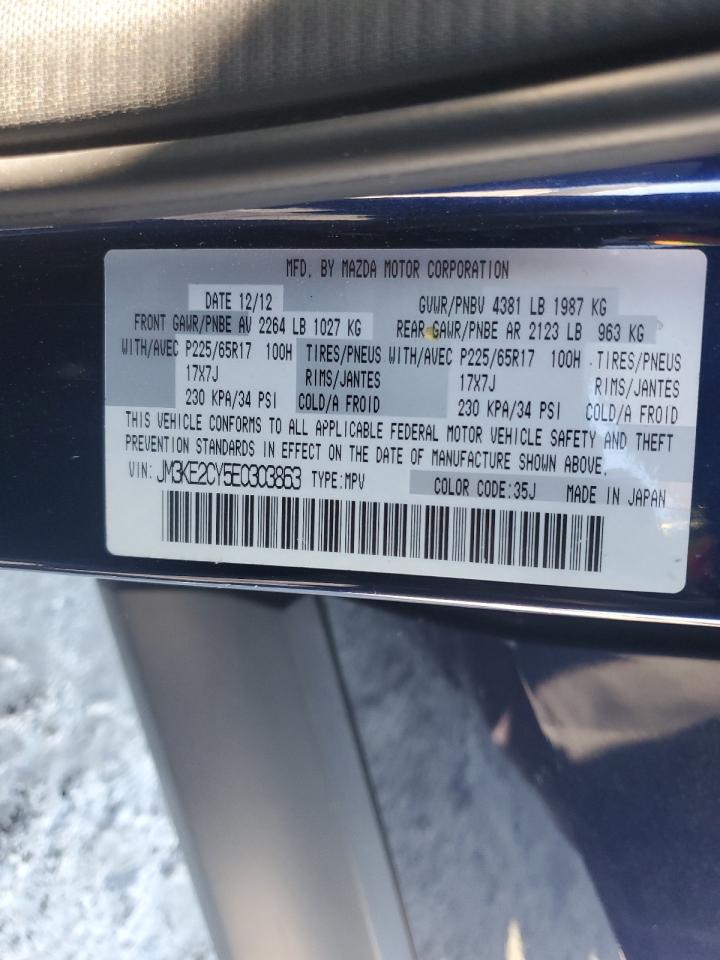 MFD. BY MAZDA MOTOR CORPORATION
DATE 12/12 GVWR/PNBV 4381 LB 1987 KG
FRONT GAWR/PNBE AV 2264 LB 1027 KG REAR GAWR/PNBE AR 2123 LB 963 KG
WITH/AVEC P225/65R17 100H TIRES/PNEUS WITH/AVEC P225/65R17 100H . TIRES/PNEUS
17X7J RIMS/JANTES 17X7J RIMS/JANTES
230 KPA/34 PSI COLD/A FROID 230 KPA/34 PSI COLD/A FROID
THIS VEHICLE CONFORMS TO ALL APPLICABLE FEDERAL MOTOR VEHICLE SAFETY AND THEFT
PREVENTION STANDARDS IN EFFECT ON THE DATE OF MANUFACTURE SHOWN ABOVE.
VIN: JM3KE2CY5E0303863 TYPE:MPV COLOR CODE:35J MADE IN JAPAN